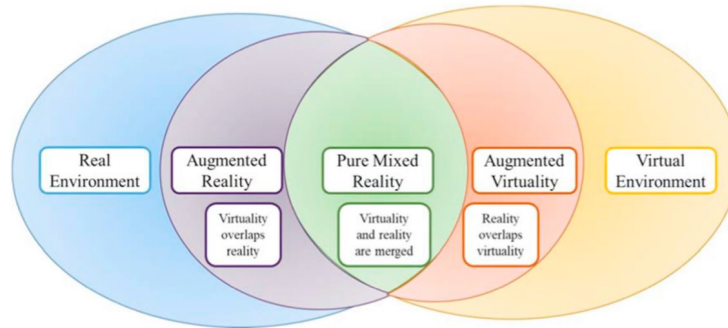 Real
Environment
Augmented
Reality
Pure Mixed
Reality
Augmented
Virtuality
Virtual
Environment
Virtuality
overlaps
reality
Virtuality
and reality
are merged
Reality
overlaps
virtuality